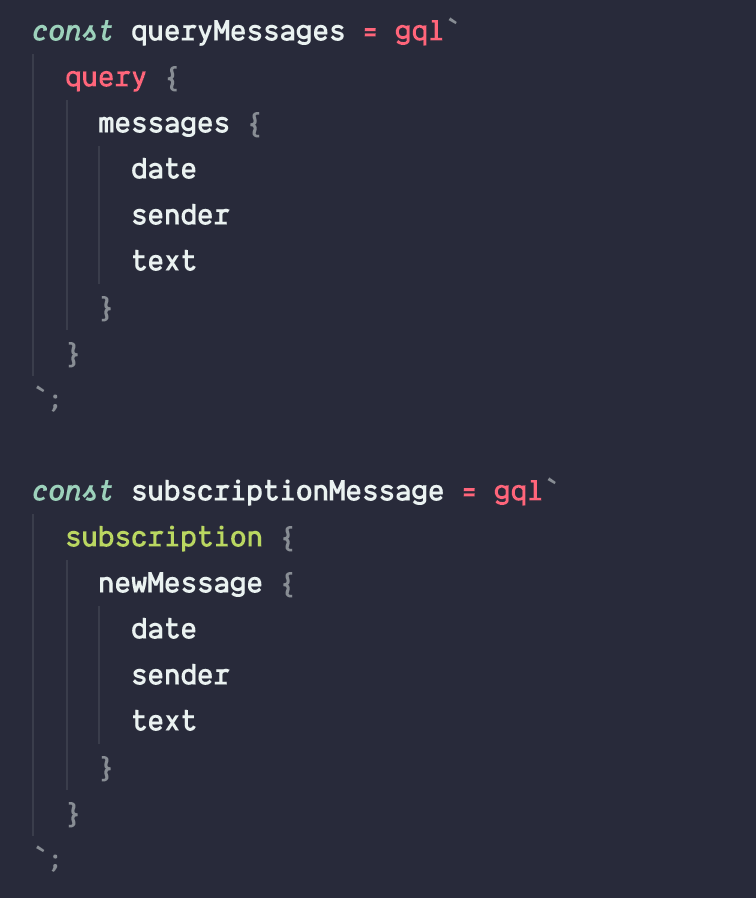 const queryMessages = gql`
  query {
    messages {
      date
      sender
      text
    }
  }
`;

const subscriptionMessage = gql`
  subscription {
    newMessage {
      date
      sender
      text
    }
  }
`;